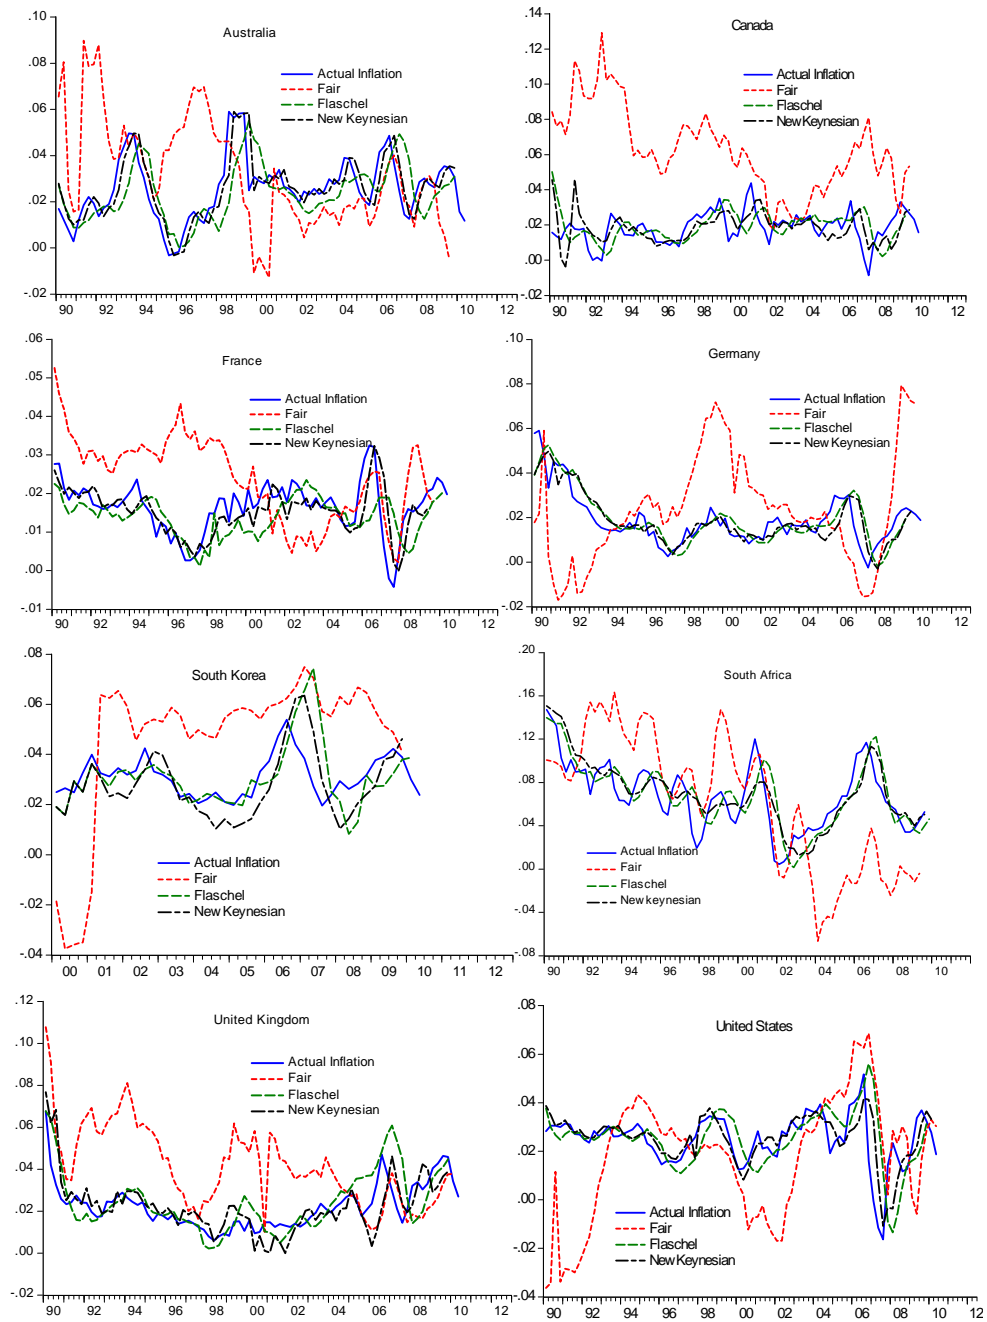 Australia
Actual Inflation
Fair
Flaschel
New Keynesian
.10
.08
.06
.04
.02
.00
-.02
90 92 94 96 98 00 02 04 06 08 10 12
Canada
Actual Inflation
Fair
Flaschel
New Keynesian
.14
.12
.10
.08
.06
.04
.02
.00
-.02
90 92 94 96 98 00 02 04 06 08 10 12
France
Actual Inflation
Fair
Flaschel
New Keynesian
.06
.05
.04
.03
.02
.01
.00
-.01
90 92 94 96 98 00 02 04 06 08 10 12
Germany
Actual Inflation
Fair
Flaschel
New Keynesian
.10
.08
.06
.04
.02
.00
-.02
90 92 94 96 98 00 02 04 06 08 10 12
South Korea
.08
.06
.04
.02
.00
-.02
-.04
Actual Inflation
Fair
Flaschel
New Keynesian
00 01 02 03 04 05 06 07 08 09 10 11 12
South Africa
.20
.16
.12
.08
.04
.00
-.04
-.08
Actual Inflation
Fair
Flaschel
New keynesian
90 92 94 96 98 00 02 04 06 08 10 12
United Kingdom
Actual Inflation
Fair
Flaschel
New Keynesian
.12
.10
.08
.06
.04
.02
.00
-.02
90 92 94 96 98 00 02 04 06 08 10 12
United States
.08
.06
.04
.02
.00
-.02
-.04
Actual Inflation
Fair
Flaschel
New Keynesian
90 92 94 96 98 00 02 04 06 08 10 12